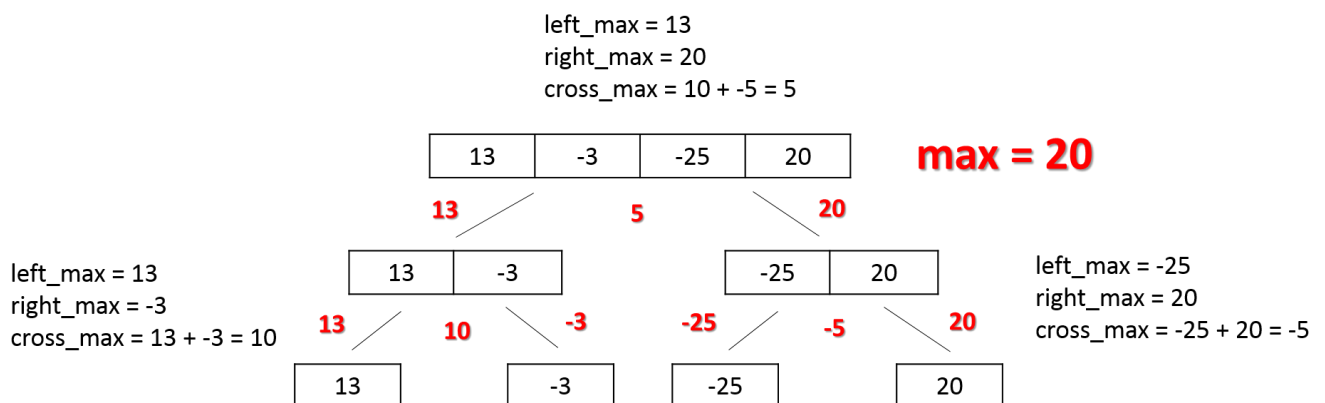 left_max = 13
right_max = 20
cross_max = 10 + -5 = 5
13 -3 -25 20
max = 20
13 5 20
left_max = 13
right_max = -3
cross_max = 13 + -3 = 10
13 -3
-25 20
left_max = -25
right_max = 20
cross_max = -25 + 20 = -5
13 10 -3
-25 -5 20
13 -3 -25 20